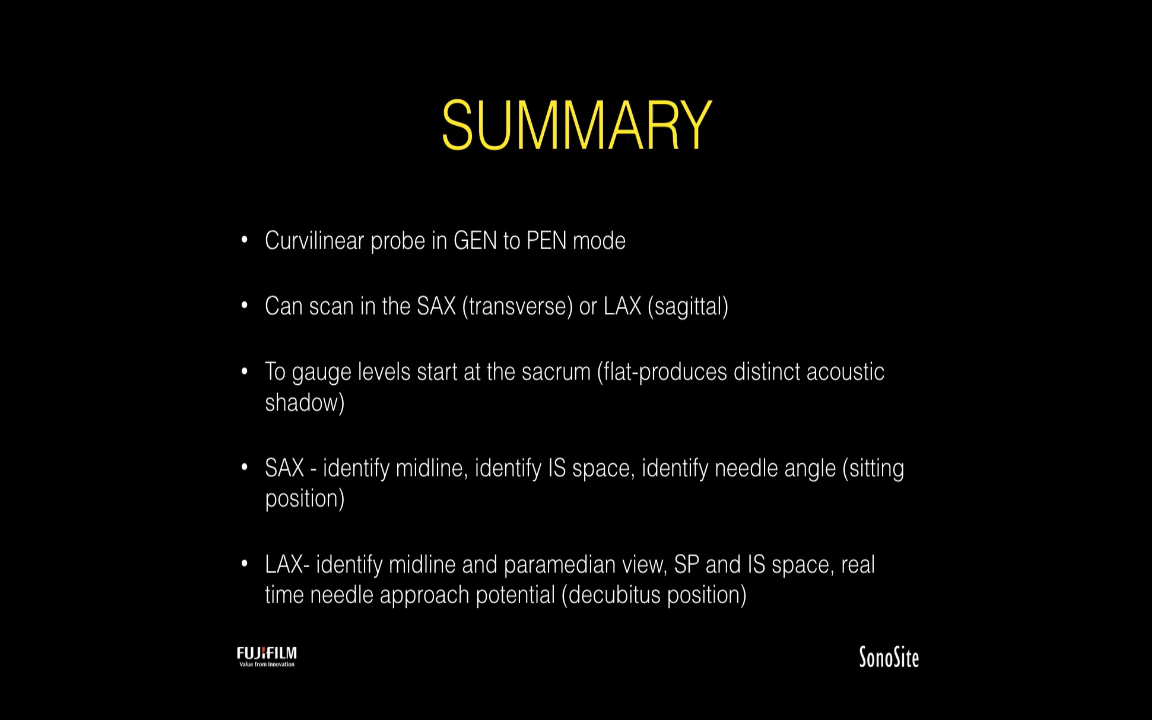 SUMMARY
• Curvilinear probe in GEN to PEN mode
• Can scan in the SAX (transverse) or LAX (sagittal)
• To gauge levels start at the sacrum (flat-produces distinct acoustic
shadow)
• SAX - identify midline, identify IS space, identify needle angle (sitting
position)
• LAX- identify midline and paramedian view, SP and IS space, real
time needle approach potential (decubitus position)
FUJIFILM
Value from Innovation
SonoSite